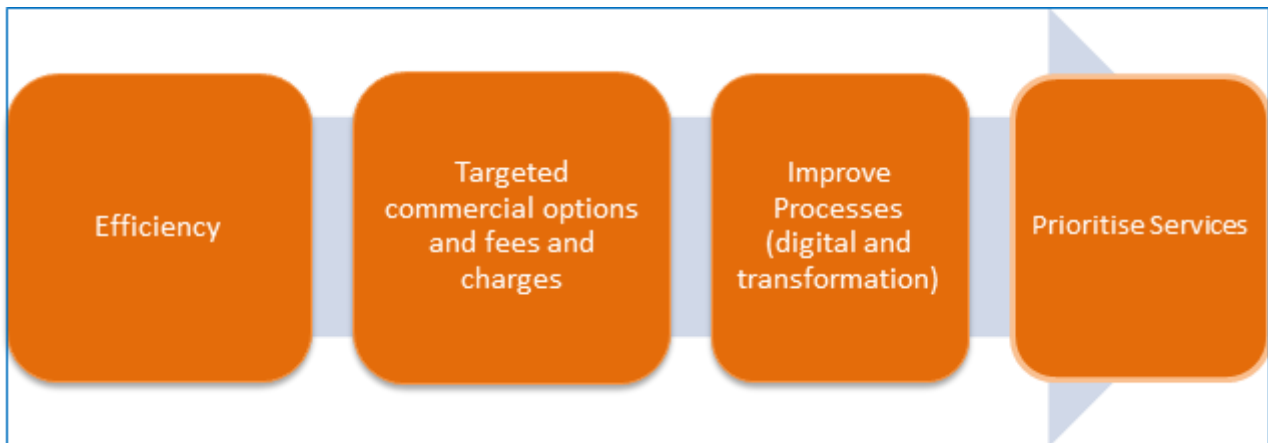 Efficiency
Targeted
commercial options
and fees and
charges
Improve
Processes
(digital and
transformation)
Prioritise Services